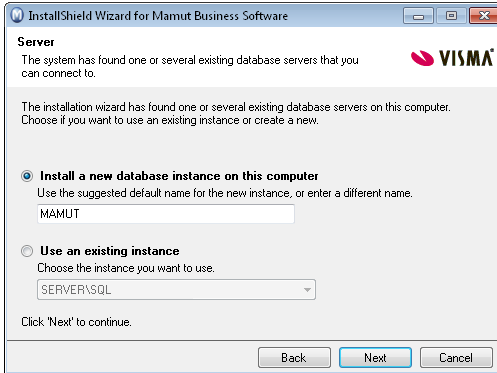 InstallShield Wizard for Mamut Business Software
Server
The system has found one or several existing database servers that you
can connect to.
VISMA
The installation wizard has found one or several existing database servers on this computer.
Choose if you want to use an existing instance or create a new.
Install a new database instance on this computer
Use the suggested default name for the new instance, or enter a different name.
MAMUT
Use an existing instance
Choose the instance you want to use.
SERVER\SQL
Click 'Next' to continue.
Back Next Cancel